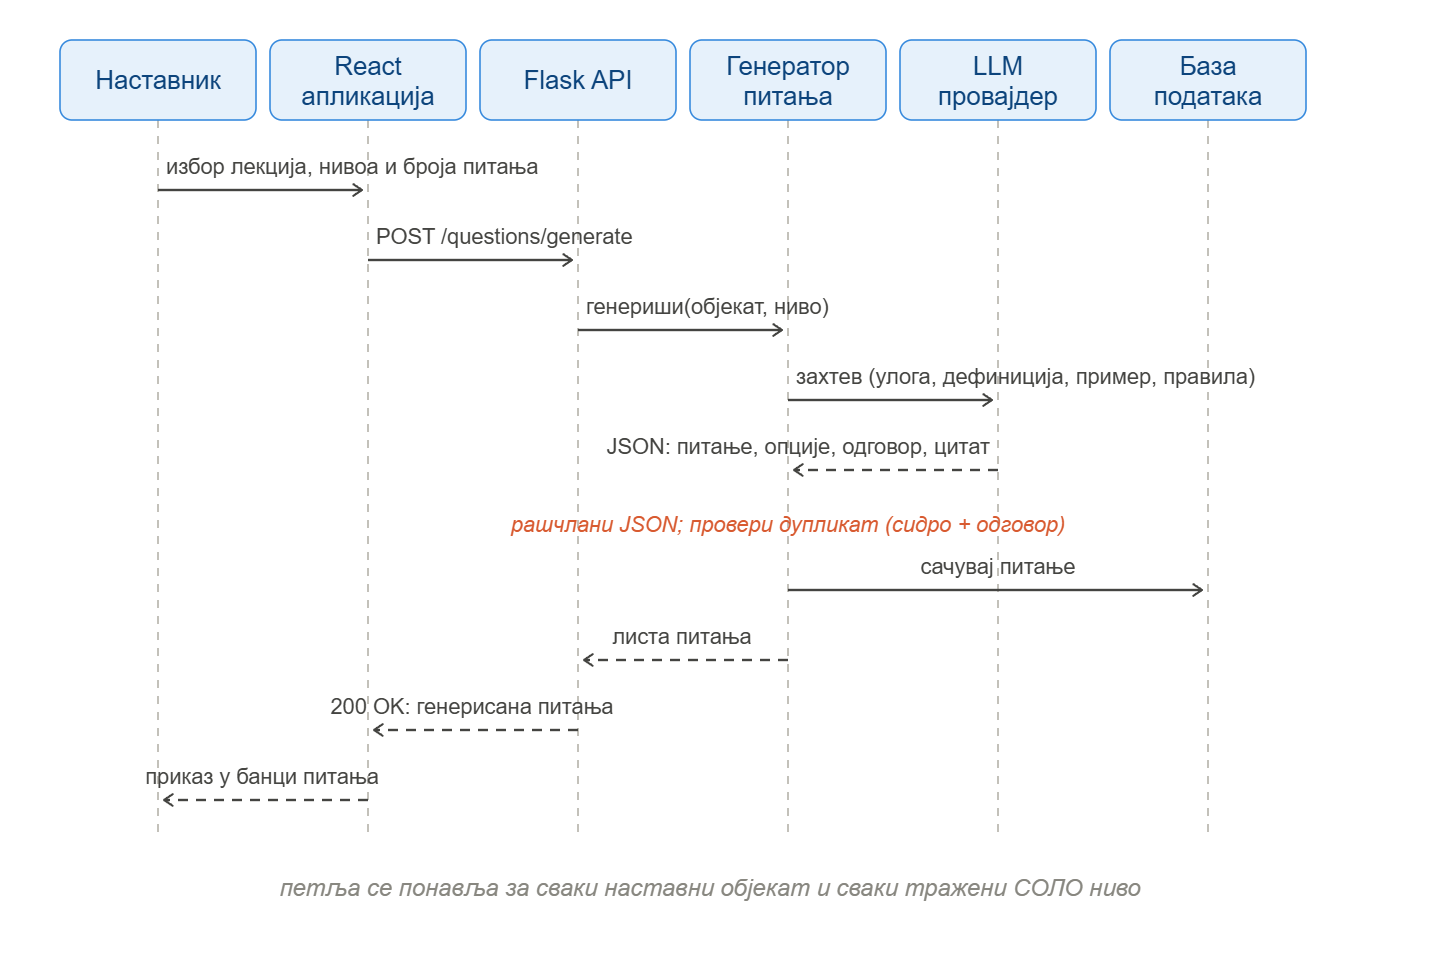 Наставник
React
апликација
Flask API
Генератор
питања
LLM
провајдер
База
података
избор лекција, нивоа и броја питања
POST /questions/generate
генериши(објекат, ниво)
захтев (улога, дефиниција, пример, правила)
JSON: питање, опције, одговор, цитат
рашчлани JSON; провери дупликат (сидро + одговор)
сачувај питање
листа питања
200 OK: генерисана питања
приказ у банци питања
петља се понавља за сваки наставни објекат и сваки тражени СОЛО ниво